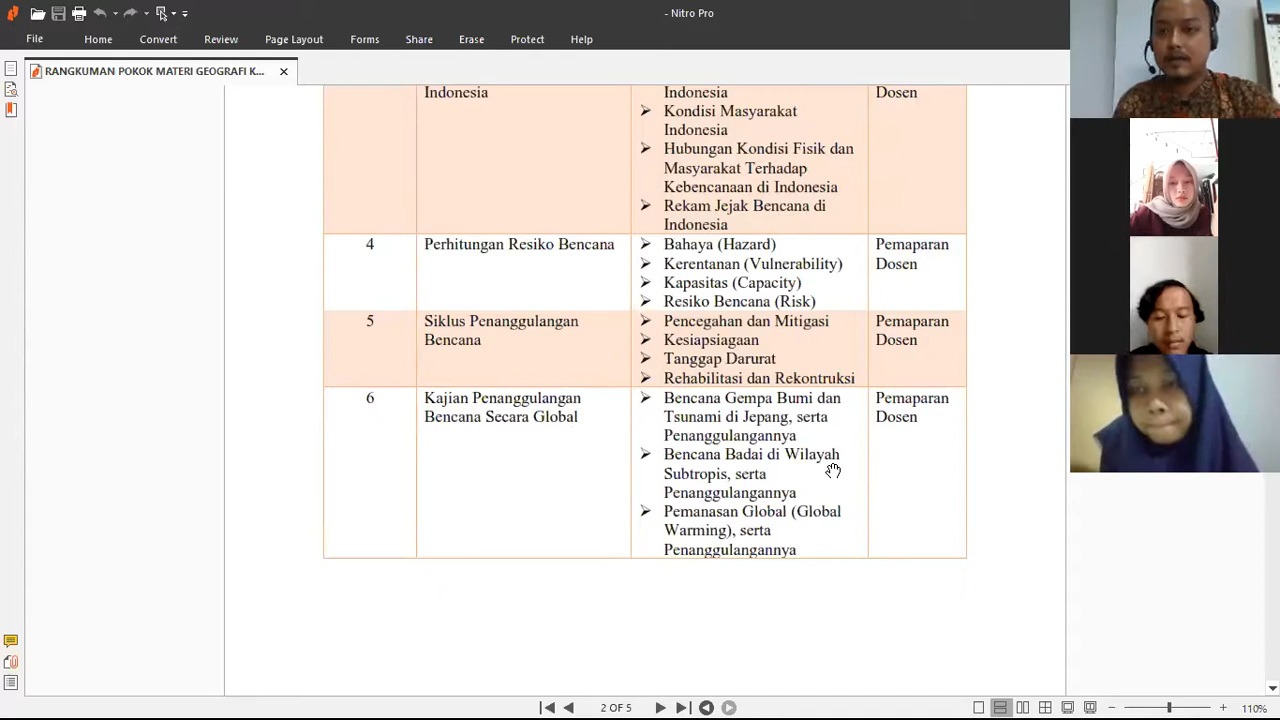 - Nitro Pro
File Home Convert Review Page Layout Forms Share Erase Protect Help
RANGKUMAN POKOK MATERI GEOGRAFI K...
Indonesia
Indonesia
Kondisi Masyarakat
Indonesia
Hubungan Kondisi Fisik dan
Masyarakat Terhadap
Kebencanaan di Indonesia
Rekam Jejak Bencana di
Indonesia
Dosen
4
Perhitungan Resiko Bencana
Bahaya (Hazard)
Kerentanan (Vulnerability)
Kapasitas (Capacity)
Resiko Bencana (Risk)
Pemaparan
Dosen
5
Siklus Penanggulangan
Bencana
Pencegahan dan Mitigasi
Kesiapsiagaan
Tanggap Darurat
Rehabilitasi dan Rekontruksi
Pemaparan
Dosen
6
Kajian Penanggulangan
Bencana Secara Global
Bencana Gempa Bumi dan
Tsunami di Jepang, serta
Penanggulangannya
Bencana Badai di Wilayah
Subtropis, serta
Penanggulangannya
Pemanasan Global (Global
Warming), serta
Penanggulangannya
Pemaparan
Dosen
2 OF 5
110%